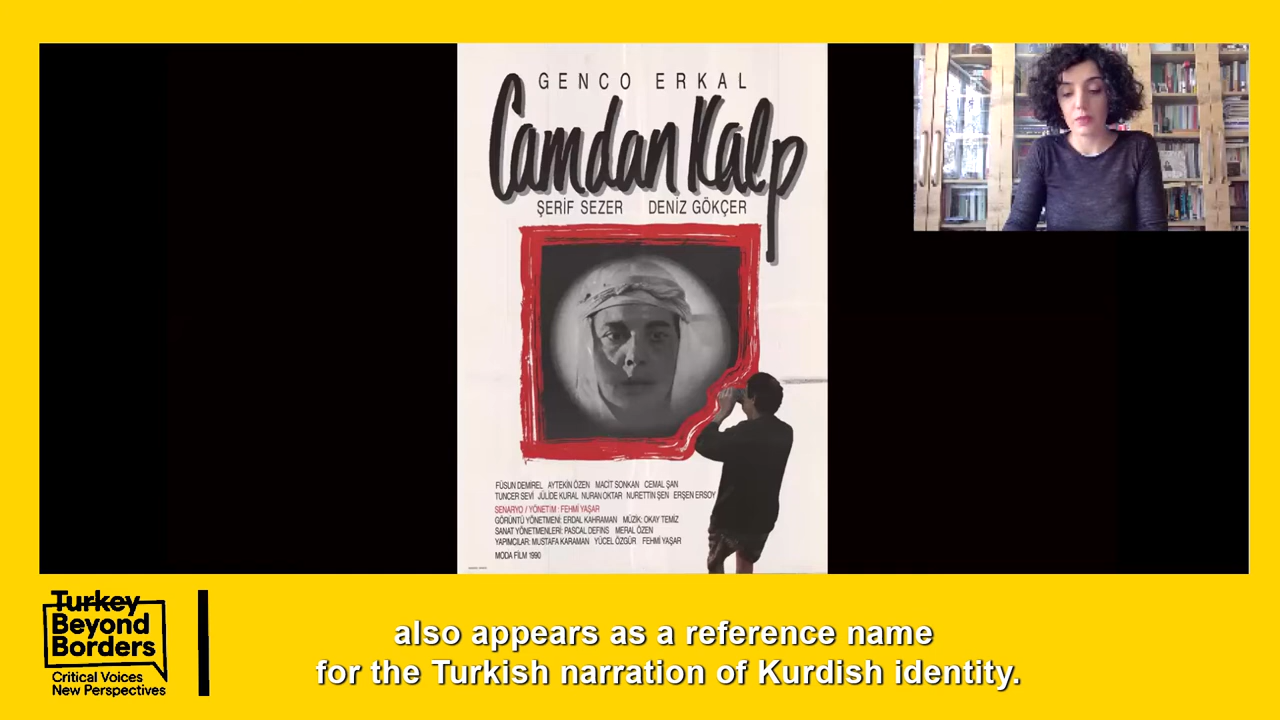 GENCO ERKAL
Camdan Kalp
ŞERİF SEZER DENİZ GÖKÇER
FÜSUN DEMİREL AYTEKİN ÖZEN MACİT SONKAN CEMAL ŞAN
TUNCER SEVİ JÜLİDE KURAL NURAN OKTAR NURETTİN ŞEN ERŞEN ERSOY
SENARYO / YÖNETİM : FEHMİ YAŞAR
GÖRÜNTÜ YÖNETMENİ: ERDAL KAHRAMAN MÜZİK: OKAY TEMİZ
SANAT YÖNETMENLERİ: PASCAL DEFINS MERAL ÖZEN
YAPIMCILAR: MUSTAFA KARAMAN YÜCEL ÖZGÜR FEHMİ YAŞAR
MODA FİLM 1990
Turkey
Beyond
Borders
Critical Voices
New Perspectives
also appears as a reference name
for the Turkish narration of Kurdish identity.